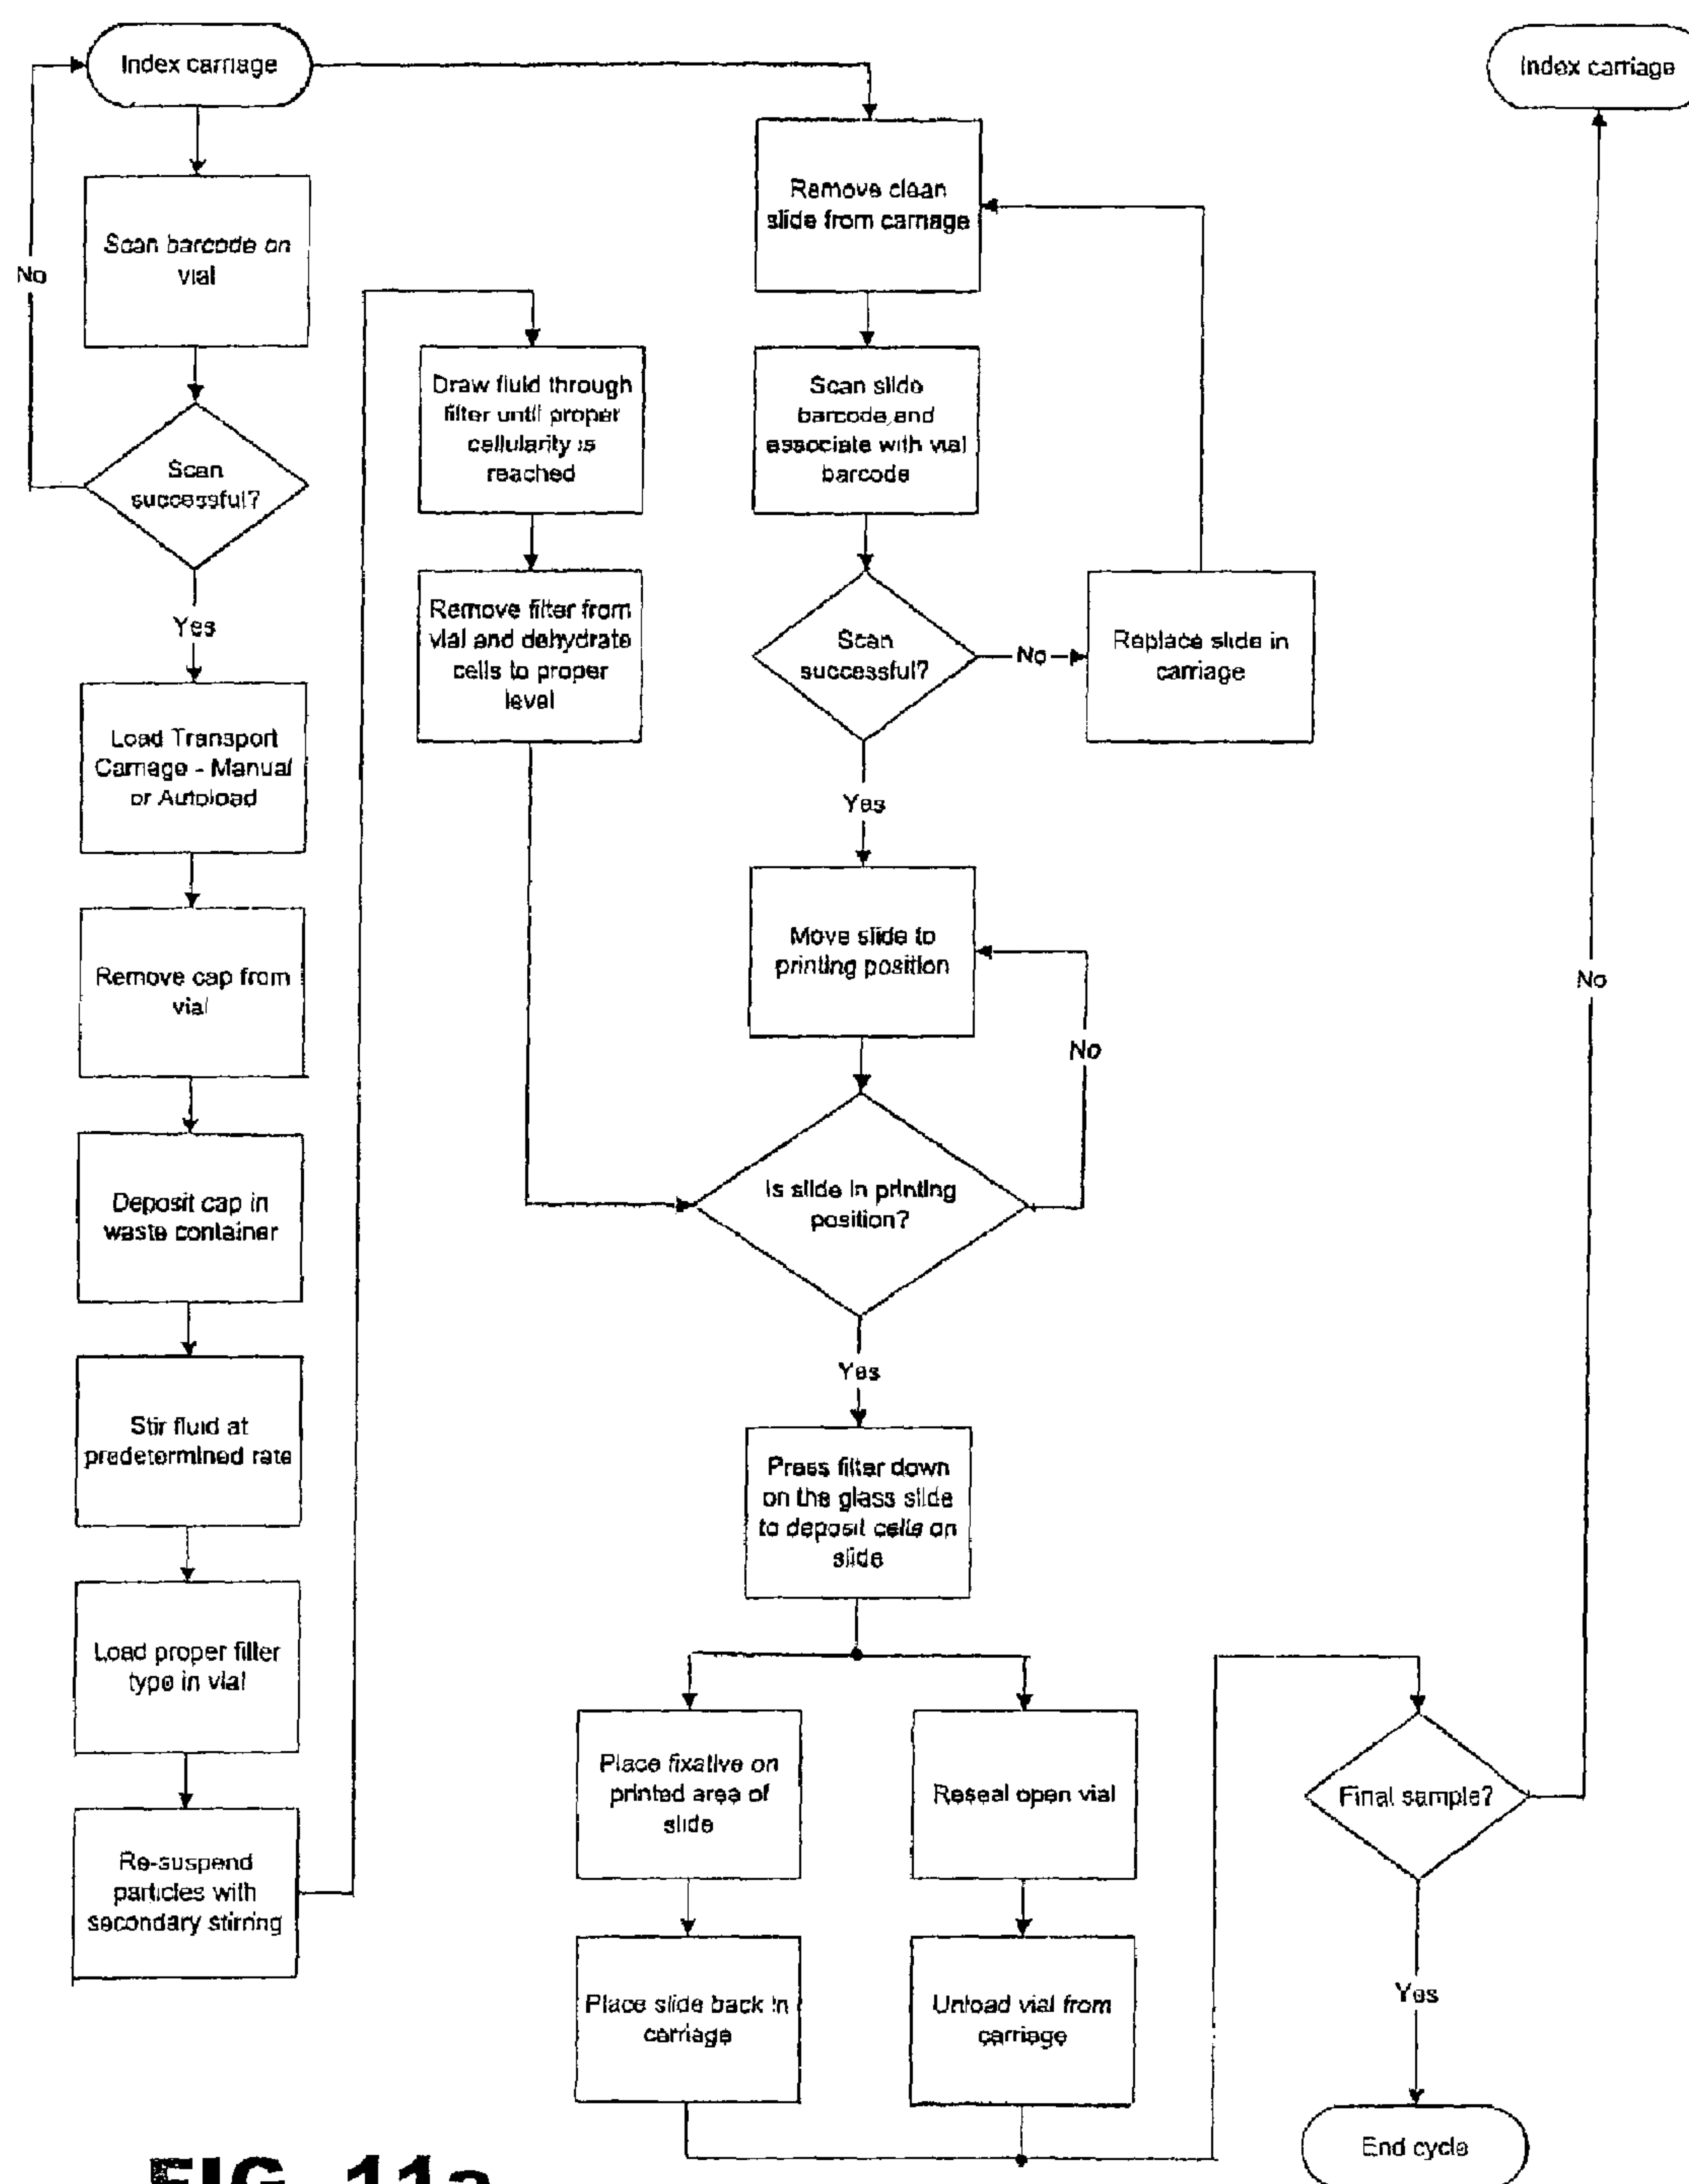 Index carriage
Scan barcode on
vial
Scan
successful?
No
Yes
Load Transport
Carriage - Manual
or Autoload
Remove cap from
vial
Deposit cap in
waste container
Stir fluid at
predetermined rate
Load proper filter
type in vial
Re-suspend
particles with
secondary stirring
Draw fluid through
filter until proper
cellularity is
reached
Remove filter from
vial and dehydrate
cells to proper
level
Remove clean
slide from carriage
Scan slide
barcode and
associate with vial
barcode
Scan
successful?
No
Replace slide in
carriage
Yes
Move slide to
printing position
No
Is slide in printing
position?
Yes
Press filter down
on the glass slide
to deposit cells on
slide
Place fixative on
printed area of
slide
Place slide back in
carriage
Reseal open vial
Unload vial from
carriage
Final sample?
No
Index carriage
Yes
End cycle
FIG. 11a